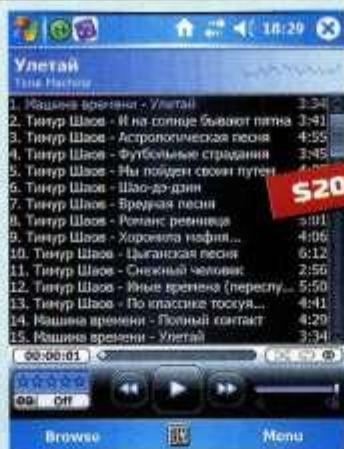 18:29
Улетай
Time Machine
1. Машина времени - Улетай 3:34
2. Тимур Шаов - И на солнце бывают пятна 3:41
3. Тимур Шаов - Астрологическая песня 4:55
4. Тимур Шаов - Футбольные страдания 3:45
5. Тимур Шаов - Мы пойдем своим путем
6. Тимур Шаов - Шао-дэ-дзин
7. Тимур Шаов - Вредная песня
8. Тимур Шаов - Романс ревнивца 5:01
9. Тимур Шаов - Хоронила мафия... 4:06
10. Тимур Шаов - Цыганская песня 6:12
11. Тимур Шаов - Снежный человек 2:56
12. Тимур Шаов - Иные времена (переслу... 5:50
13. Тимур Шаов - По классике тоскуя... 4:41
14. Машина времени - Полный контакт 4:29
15. Машина времени - Улетай 3:34
S20
00:00:01
Off
Browse Menu